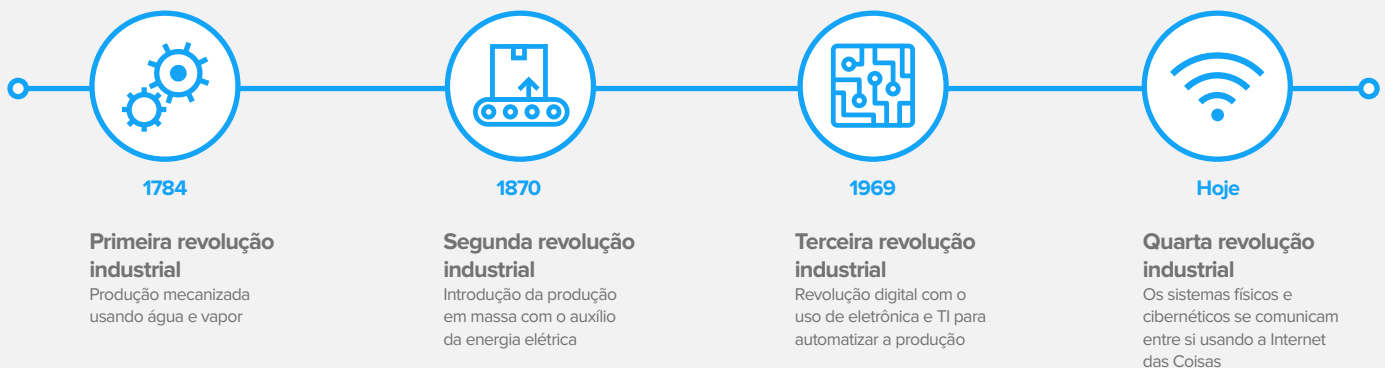 1784
Primeira revolução
industrial
Produção mecanizada
usando água e vapor
1870
Segunda revolução
industrial
Introdução da produção
em massa com o auxílio
da energia elétrica
1969
Terceira revolução
industrial
Revolução digital com o
uso de eletrônica e TI para
automatizar a produção
Hoje
Quarta revolução
industrial
Os sistemas físicos e
cibernéticos se comunicam
entre si usando a Internet
das Coisas